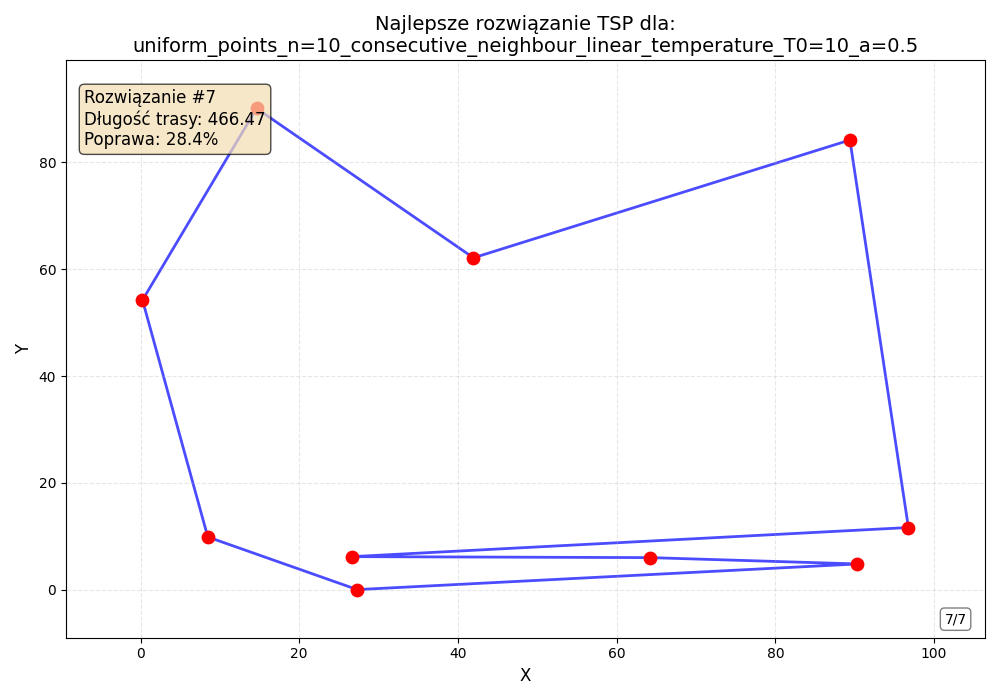 Najlepsze rozwiązanie TSP dla:
uniform_points_n=10_consecutive_neighbour_linear_temperature_T0=10_a=0.5
Rozwiązanie #7
Długość trasy: 466.47
Poprawa: 28.4%
80
60
40
20
0
Y
7/7
0 20 40 60 80 100
X